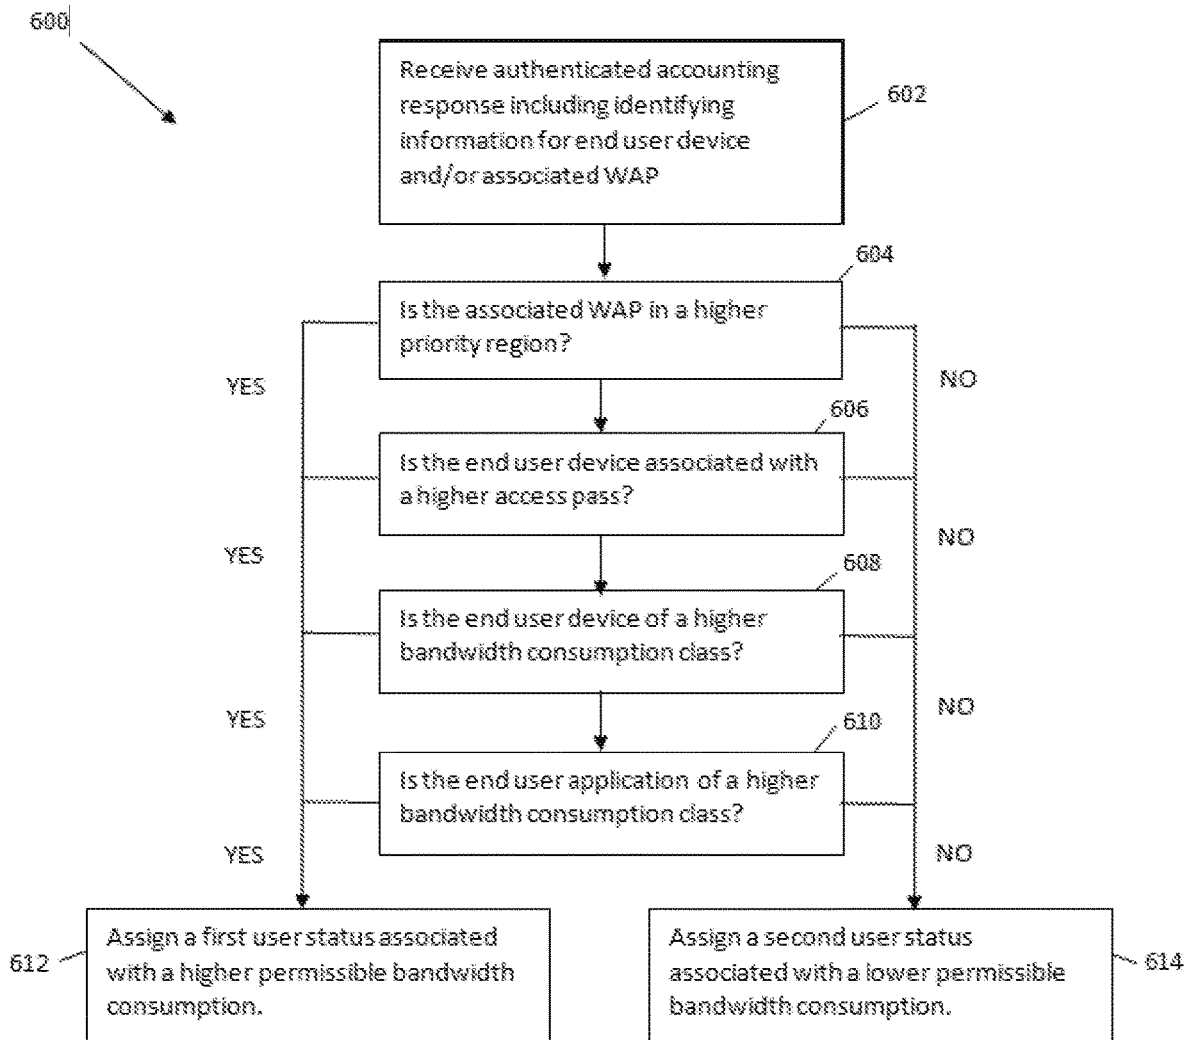 600
Receive authenticated accounting
response including identifying
information for end user device
and/or associated WAP
602
604
Is the associated WAP in a higher
priority region?
YES
NO
606
Is the end user device associated with
a higher access pass?
YES
NO
608
Is the end user device of a higher
bandwidth consumption class?
YES
NO
610
Is the end user application of a higher
bandwidth consumption class?
YES
NO
612
Assign a first user status associated
with a higher permissible bandwidth
consumption.
Assign a second user status
associated with a lower permissible
bandwidth consumption.
614